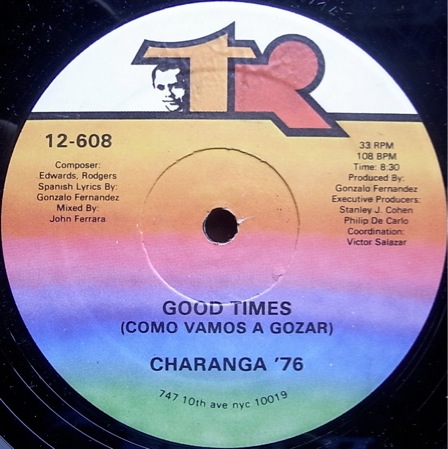 TR
12-608
Composer:
Edwards, Rodgers
Spanish Lyrics By:
Gonzalo Fernandez
Mixed By:
John Ferrara
33 RPM
108 BPM
Time: 8:30
Produced By:
Gonzalo Fernandez
Executive Producers:
Stanley J. Cohen
Philip De Carlo
Coordination:
Victor Salazar
GOOD TIMES
(COMO VAMOS A GOZAR)
CHARANGA '76
747 10th ave nyc 10019